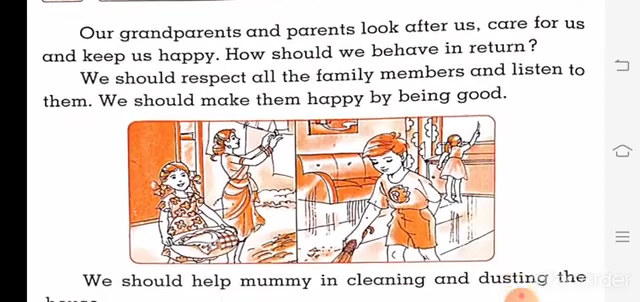 Our grandparents and parents look after us, care for us
and keep us happy. How should we behave in return?
We should respect all the family members and listen to
them. We should make them happy by being good.
We should help mummy in cleaning and dusting the